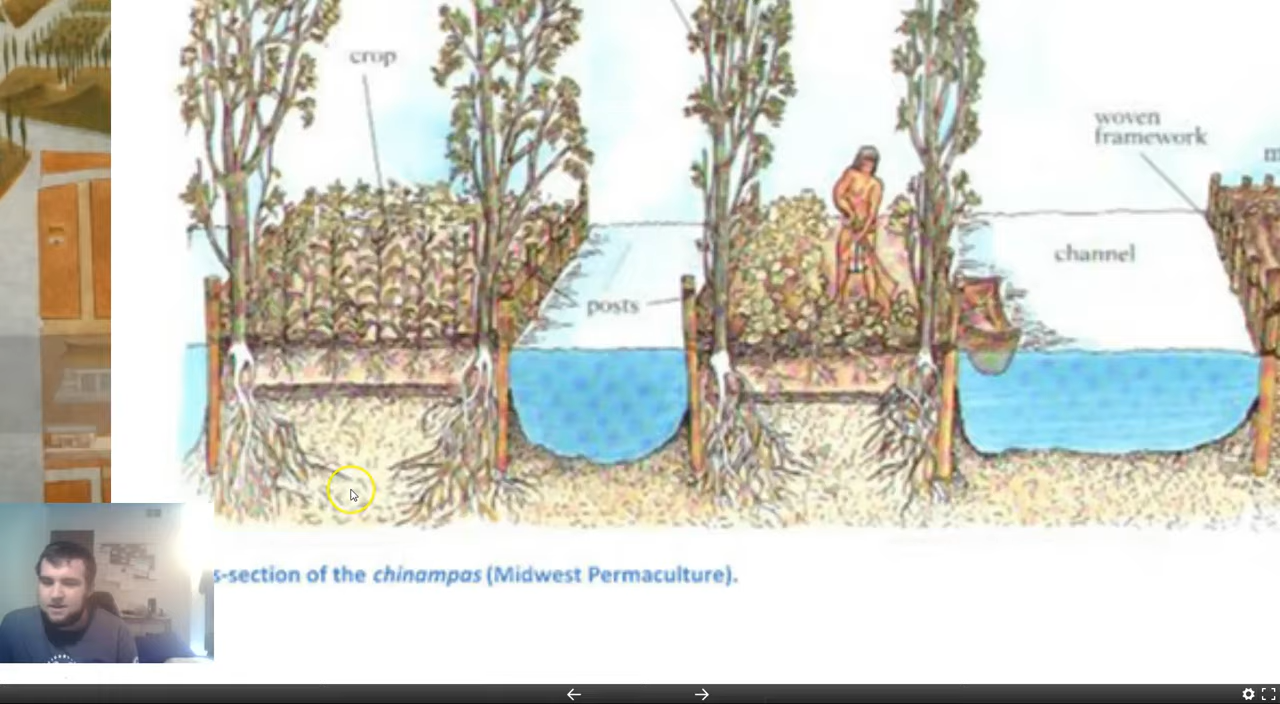 crop
woven
framework
m
channel
posts
s-section of the chinampas (Midwest Permaculture).